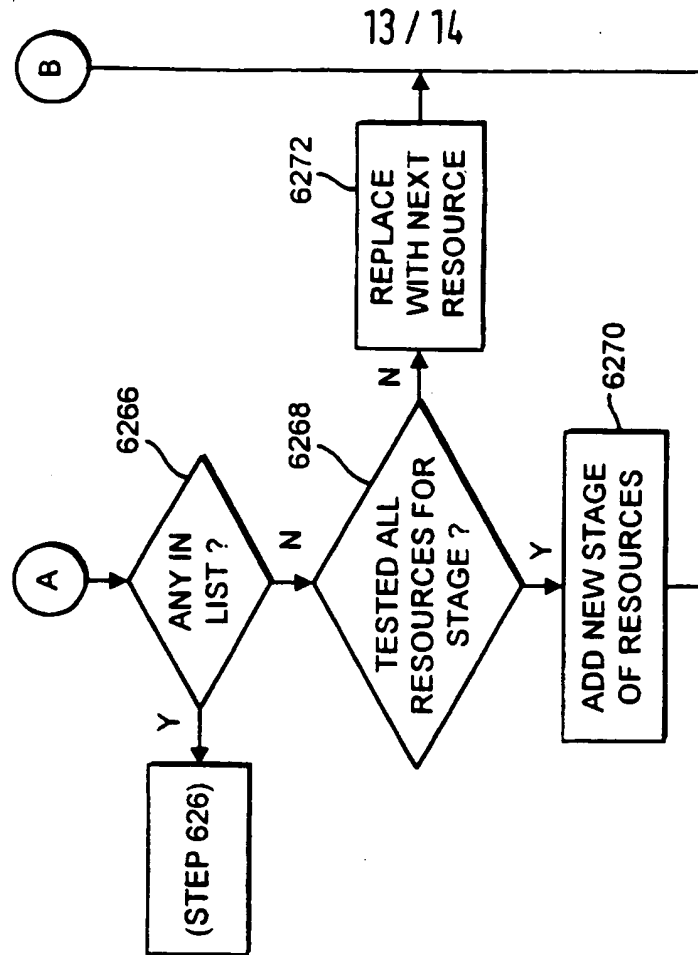 13 / 14
A
B
6266
ANY IN
LIST ?
Y
N
(STEP 626)
6268
TESTED ALL
RESOURCES FOR
STAGE ?
N
Y
6272
REPLACE
WITH NEXT
RESOURCE
6270
ADD NEW STAGE
OF RESOURCES